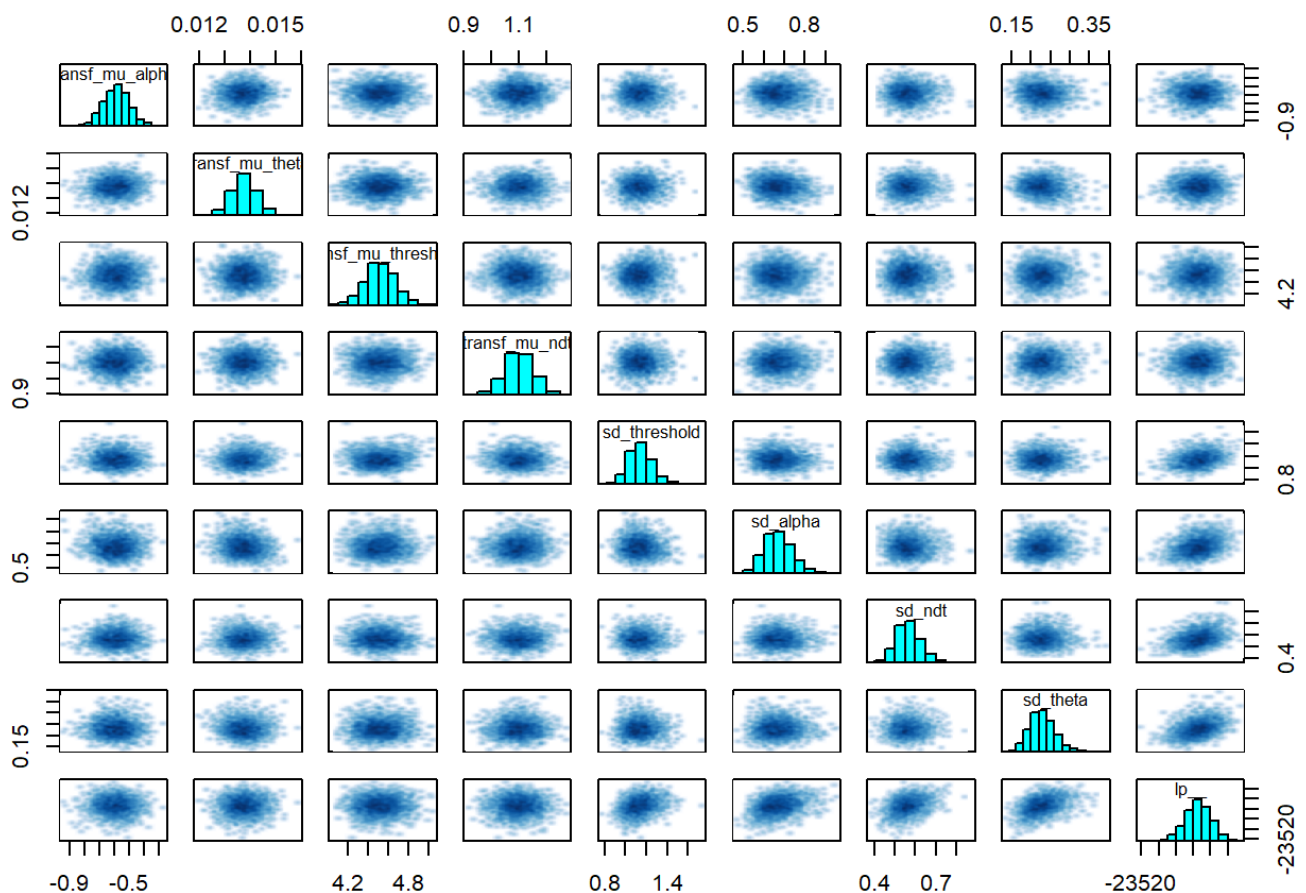 0.012 0.015 0.9 1.1 0.5 0.8 0.15 0.35
ansf_mu_alph
-0.9
0.012
ransf_mu_thet
nsf_mu_thresh
4.2
0.9
transf_mu_ndt
sd_threshold
0.8
0.5
sd_alpha
sd_ndt
0.4
0.15
sd_theta
lp__
-23520
-0.9 -0.5 4.2 4.8 0.8 1.4 0.4 0.7 -23520